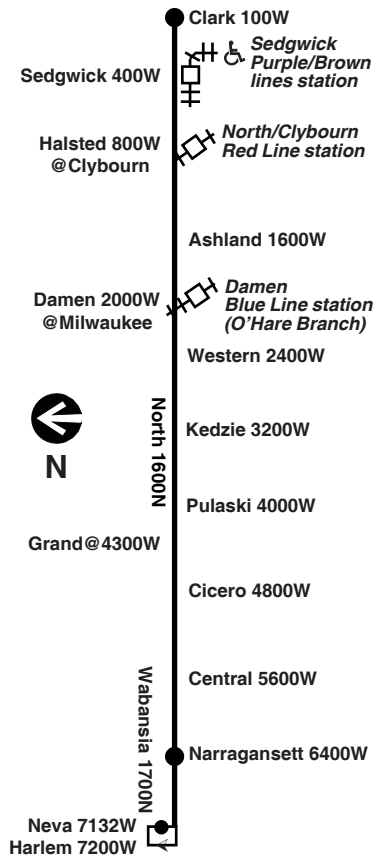 Clark 100W
Sedgwick
Purple/Brown
lines station
Sedgwick 400W
Halsted 800W
@Clybourn
North/Clybourn
Red Line station
Ashland 1600W
Damen 2000W
@Milwaukee
Damen
Blue Line station
(O'Hare Branch)
Western 2400W
N
North 1600N
Kedzie 3200W
Pulaski 4000W
Grand@4300W
Cicero 4800W
Central 5600W
Wabansia 1700N
Narragansett 6400W
Neva 7132W
Harlem 7200W